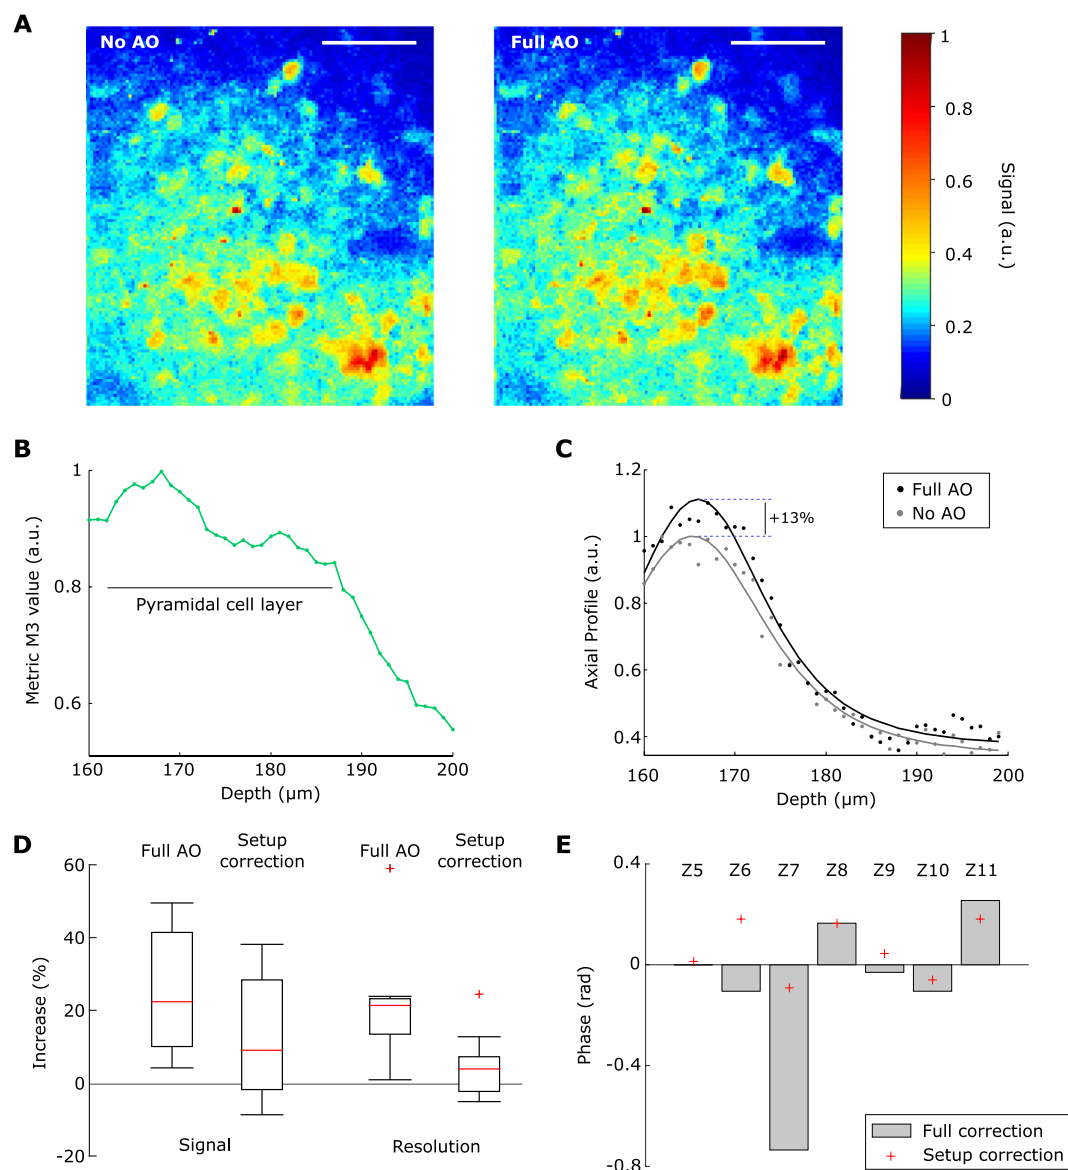 A
No AO
Full AO
1
0.8
0.6
0.4
0.2
0
Signal (a.u.)
B
1
0.8
0.6
Metric M3 value (a.u.)
Pyramidal cell layer
160
170
180
190
200
Depth (µm)
C
1.2
1
0.8
0.6
0.4
Axial Profile (a.u.)
+13%
Full AO
No AO
160
170
180
190
200
Depth (µm)
D
Full AO
Setup
correction
Full AO
Setup
correction
60
40
20
0
-20
Increase (%)
Signal
Resolution
E
0.4
0
-0.4
-0.8
Phase (rad)
Z5 Z6 Z7 Z8 Z9 Z10 Z11
Full correction
Setup correction